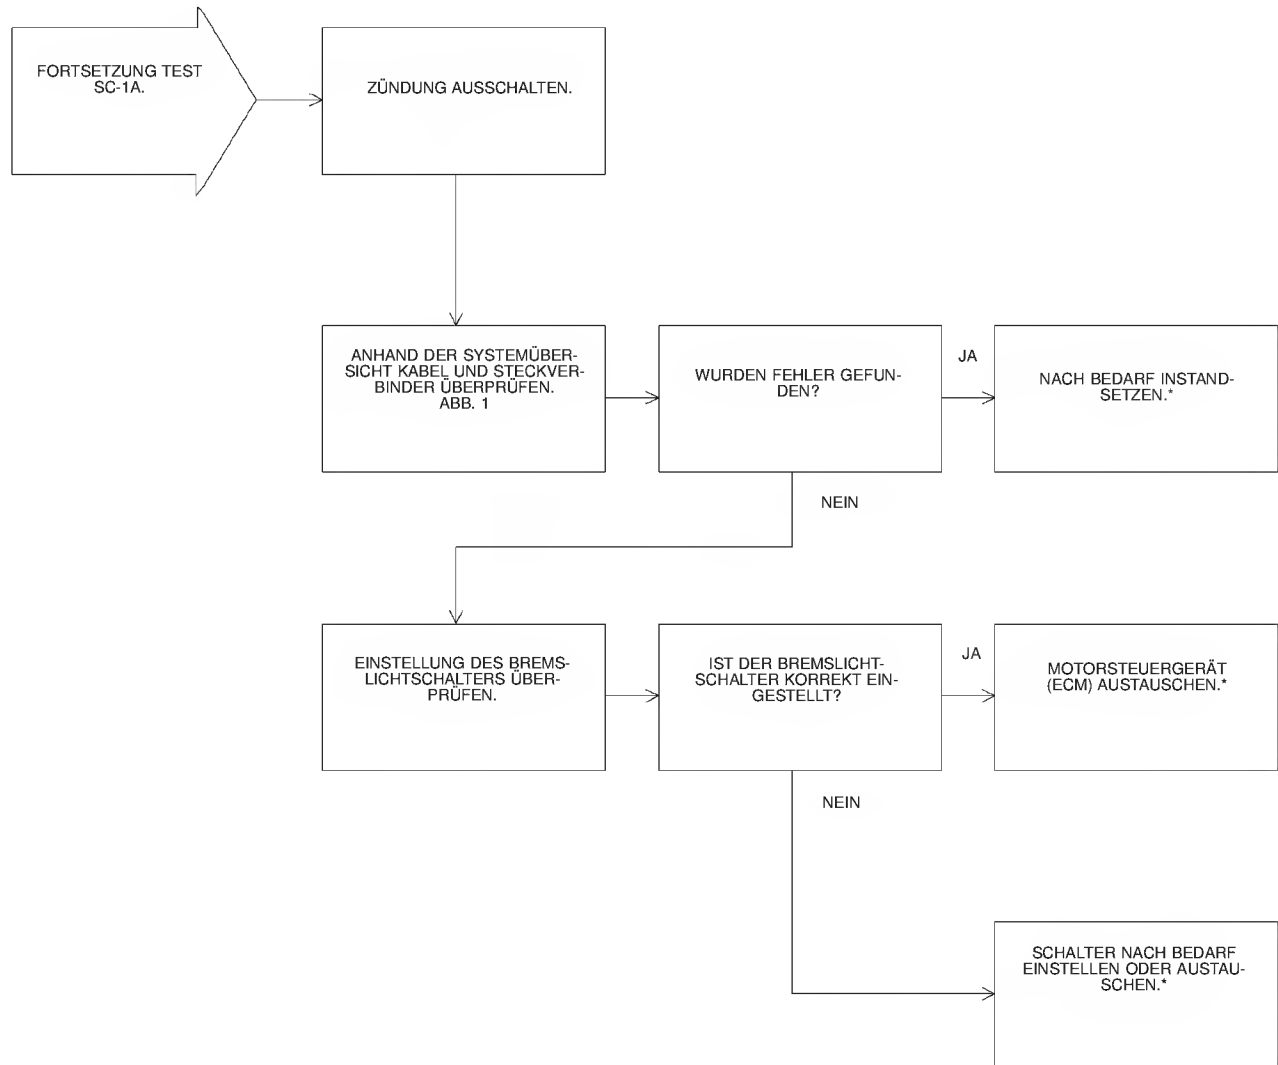 FORTSETZUNG TEST
SC-1A.
ZÜNDUNG AUSSCHALTEN.
ANHAND DER SYSTEMÜBER-
SICHT KABEL UND STECKVER-
BINDER ÜBERPRÜFEN.
ABB. 1
WURDEN FEHLER GEFUN-
DEN?
JA
NACH BEDARF INSTAND-
SETZEN.*
NEIN
EINSTELLUNG DES BREMS-
LICHTSCHALTERS ÜBER-
PRÜFEN.
IST DER BREMSLICHT-
SCHALTER KORREKT EIN-
GESTELLT?
JA
MOTORSTEUERGERÄT
(ECM) AUSTAUSCHEN.*
NEIN
SCHALTER NACH BEDARF
EINSTELLEN ODER AUSTAU-
SCHEN.*